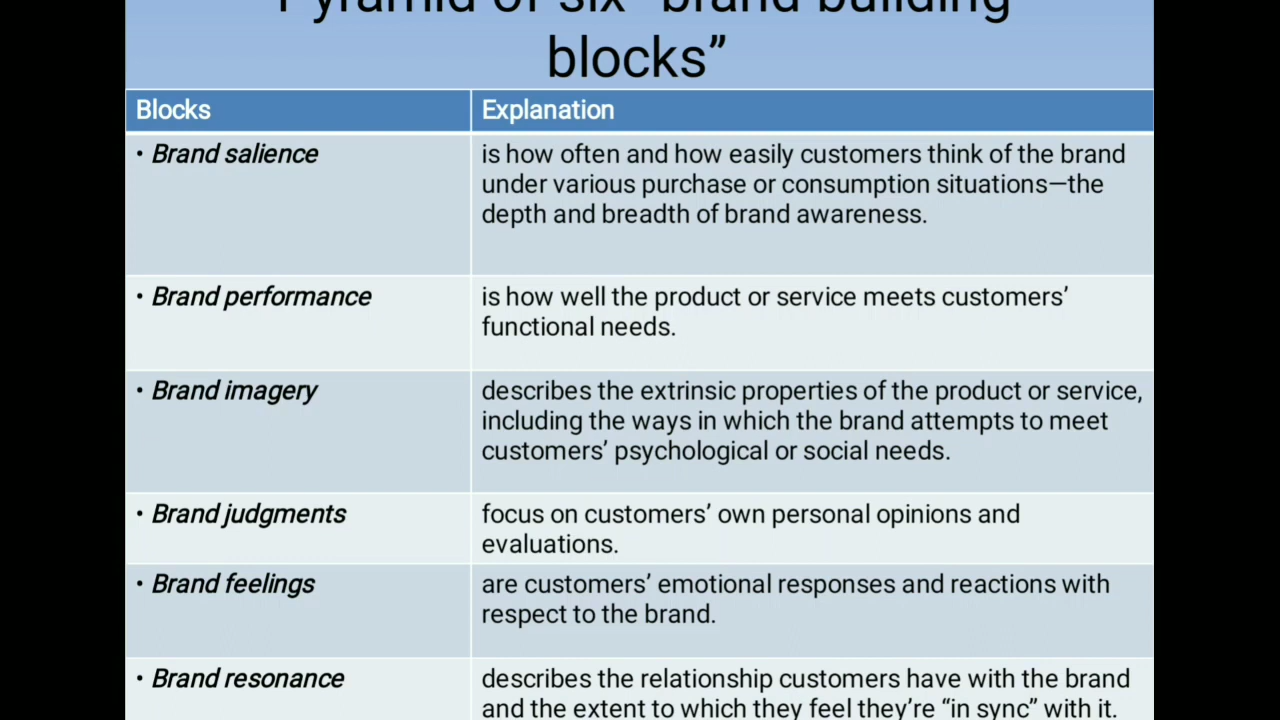 Pyramid of six “brand building
blocks”
Blocks
Explanation
• Brand salience
is how often and how easily customers think of the brand
under various purchase or consumption situations—the
depth and breadth of brand awareness.
• Brand performance
is how well the product or service meets customers’
functional needs.
• Brand imagery
describes the extrinsic properties of the product or service,
including the ways in which the brand attempts to meet
customers’ psychological or social needs.
• Brand judgments
focus on customers’ own personal opinions and
evaluations.
• Brand feelings
are customers’ emotional responses and reactions with
respect to the brand.
• Brand resonance
describes the relationship customers have with the brand
and the extent to which they feel they’re “in sync” with it.